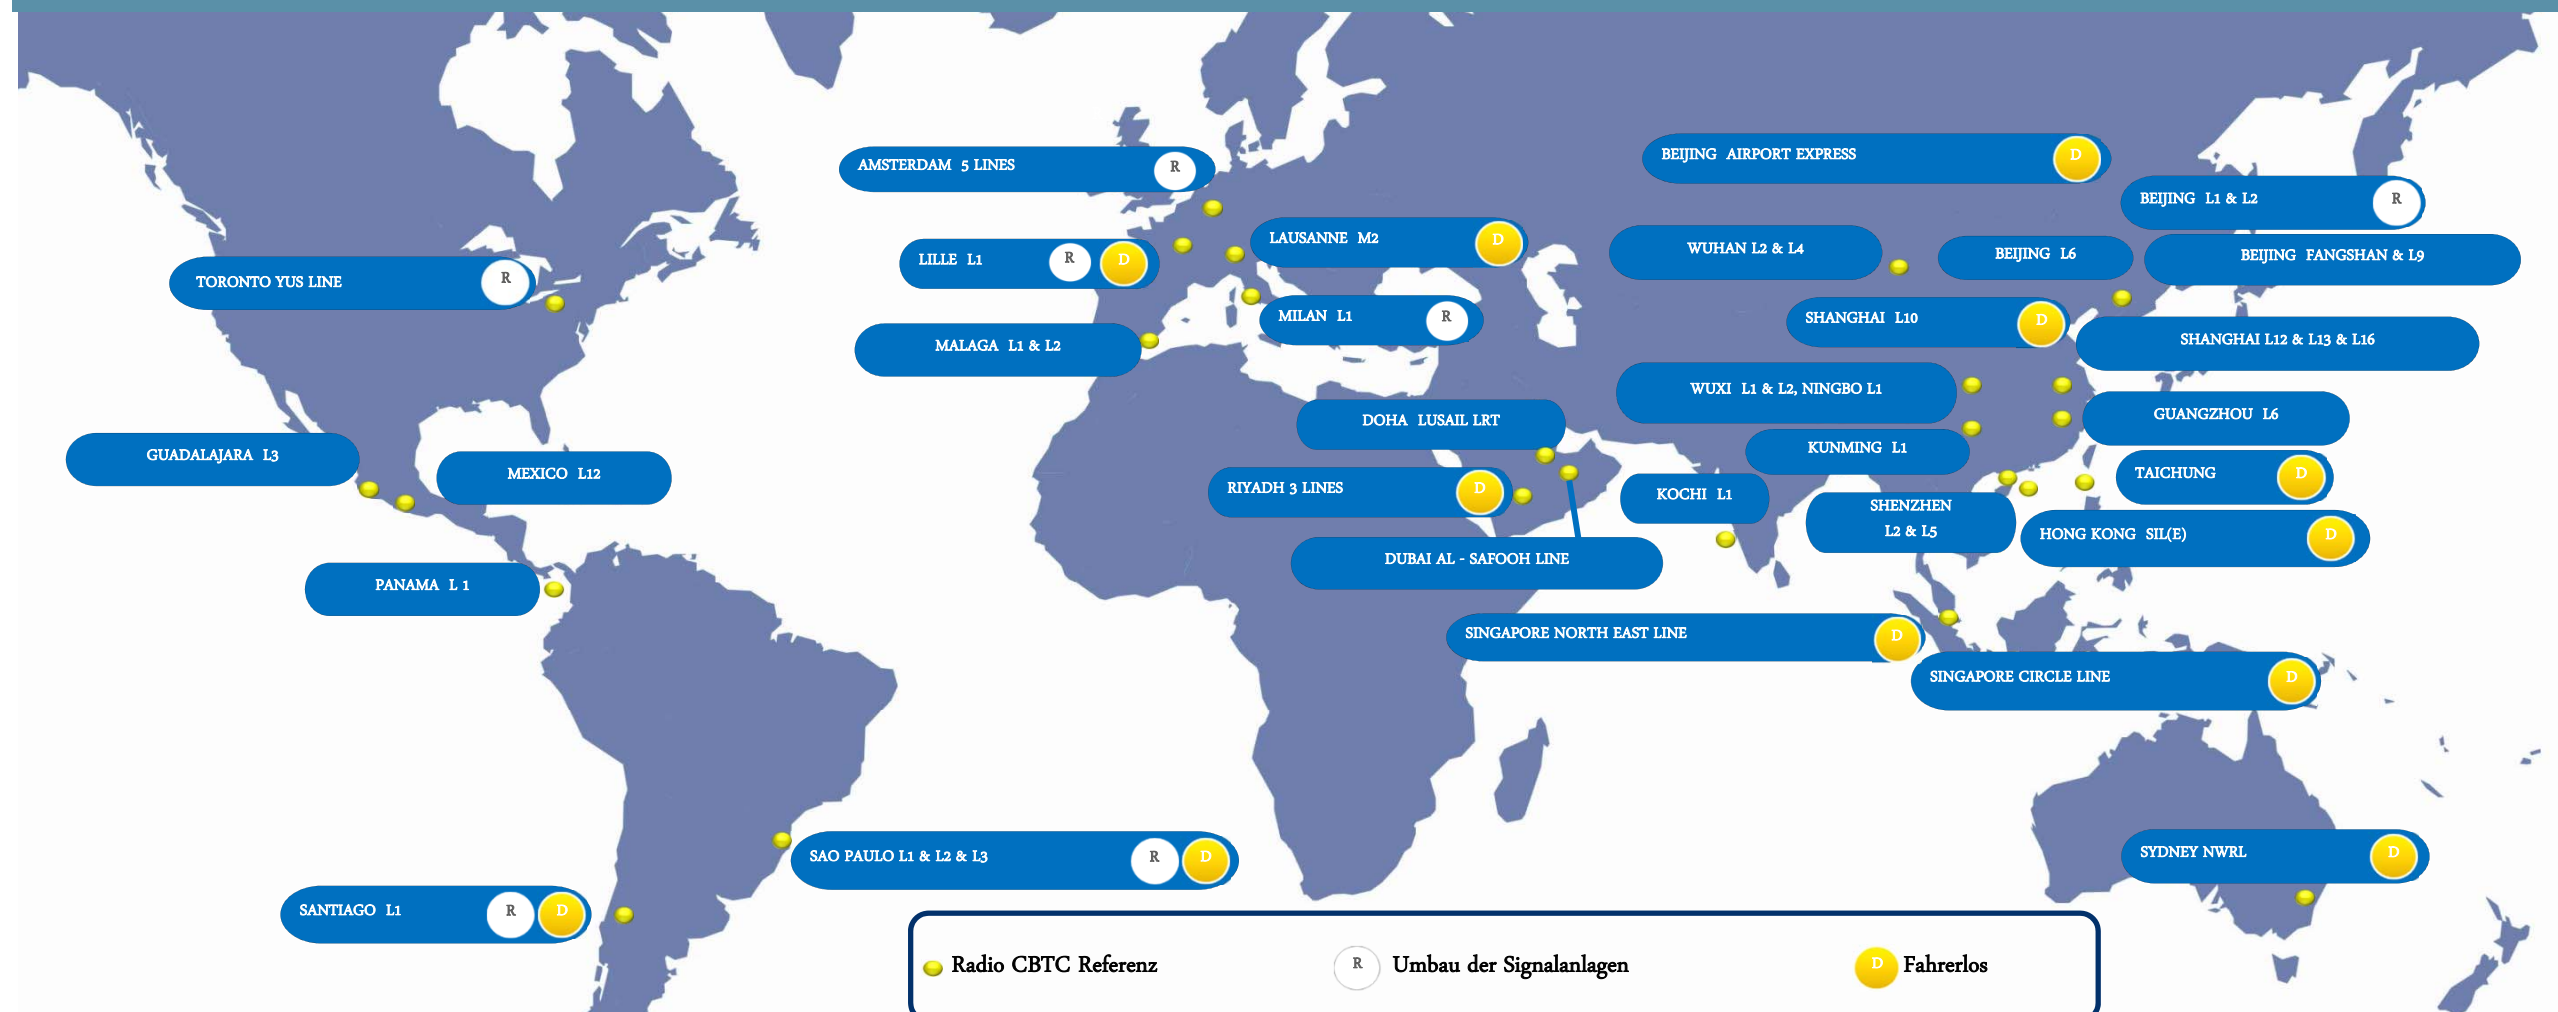 BEIJING AIRPORT EXPRESS D
AMSTERDAM 5 LINES R
BEIJING L1 & L2 R
LAUSANNE M2 D
WUHAN L2 & L4
BEIJING L6
BEIJING FANGSHAN & L9
LILLE L1 R D
TORONTO YUS LINE R
MILAN L1 R
SHANGHAI L10 D
MALAGA L1 & L2
SHANGHAI L12 & L13 & L16
WUXI L1 & L2, NINGBO L1
DOHA LUSAIL LRT
GUANGZHOU L6
KUNMING L1
GUADALAJARA L3
MEXICO L12
TAICHUNG D
RIYADH 3 LINES D
KOCHI L1
SHENZHEN
L2 & L5
HONG KONG SIL(E) D
DUBAI AL - SAFOOH LINE
PANAMA L 1
SINGAPORE NORTH EAST LINE D
SINGAPORE CIRCLE LINE D
SAO PAULO L1 & L2 & L3 R D
SYDNEY NWRL D
SANTIAGO L1 R D
Radio CBTC Referenz
R Umbau der Signalanlagen
D Fahrerlos